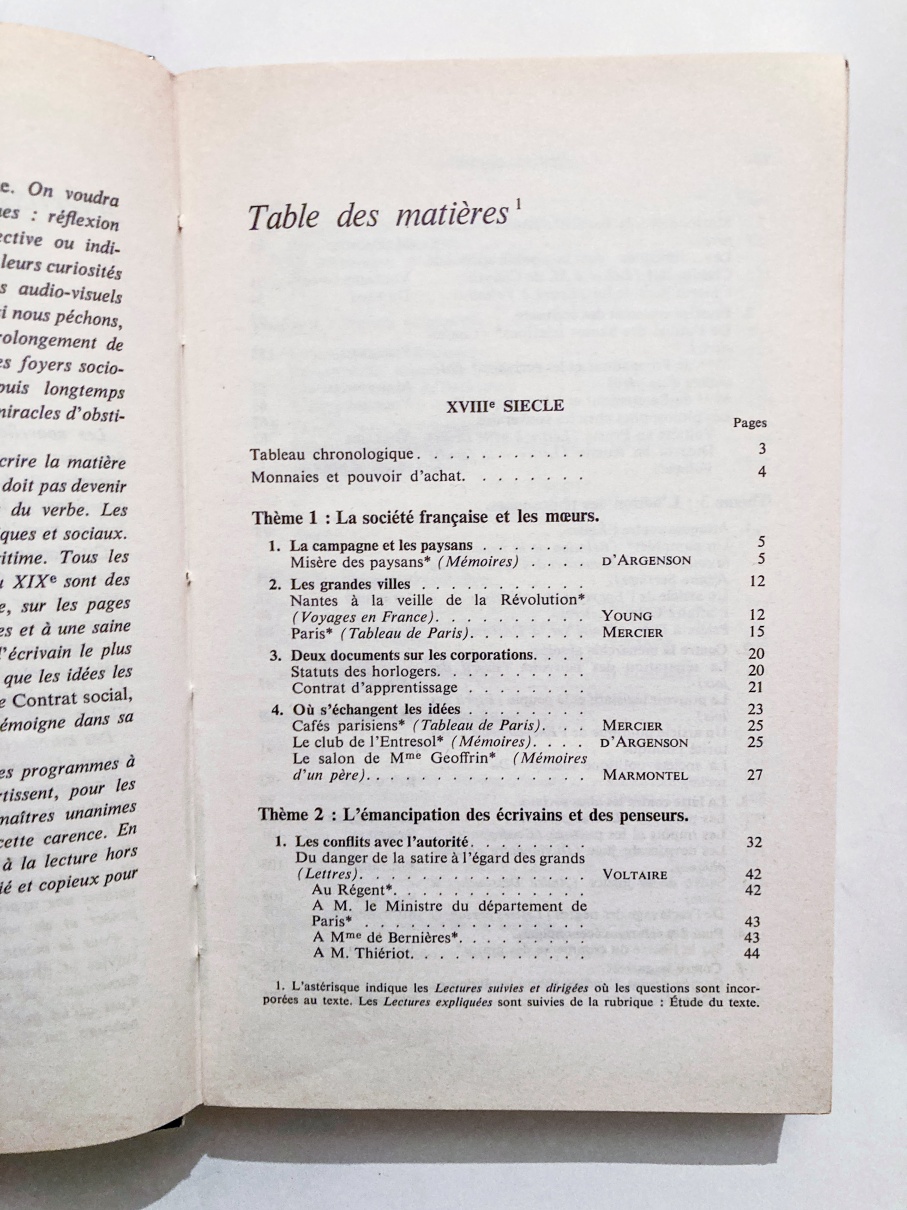 e. On voudra
ues : réflexion
ective ou indi-
leurs curiosités
s audio-visuels
si nous péchons,
rolongement de
es foyers socio-
puis longtemps
miracles d'obsti-
crire la matière
doit pas devenir
du verbe. Les
iques et sociaux.
itime. Tous les
u XIXe sont des
e, sur les pages
es et à une saine
l'écrivain le plus
que les idées les
e Contrat social,
émoigne dans sa
es programmes à
rtissent, pour les
maîtres unanimes
cette carence. En
à la lecture hors
ié et copieux pour
Table des matières 1
XVIIIe SIECLE
Pages
Tableau chronologique. . . . . . . . . . . 3
Monnaies et pouvoir d'achat. . . . . . . . 4
Thème 1 : La société française et les mœurs.
1. La campagne et les paysans . . . . . . . 5
Misère des paysans* (Mémoires) . . . . D'ARGENSON 5
2. Les grandes villes . . . . . . . . . . . 12
Nantes à la veille de la Révolution*
(Voyages en France). . . . . . . . . . YOUNG 12
Paris* (Tableau de Paris). . . . . . . . MERCIER 15
3. Deux documents sur les corporations. . . . 20
Statuts des horlogers. . . . . . . . . . 20
Contrat d'apprentissage . . . . . . . . 21
4. Où s'échangent les idées . . . . . . . . 23
Cafés parisiens* (Tableau de Paris). . . MERCIER 25
Le club de l'Entresol* (Mémoires). . . . D'ARGENSON 25
Le salon de Mme Geoffrin* (Mémoires
d'un père). . . . . . . . . . . . . . . MARMONTEL 27
Thème 2 : L'émancipation des écrivains et des penseurs.
1. Les conflits avec l'autorité. . . . . . . . 32
Du danger de la satire à l'égard des grands
(Lettres). . . . . . . . . . . . . . . VOLTAIRE 42
Au Régent*. . . . . . . . . . . . . 42
A M. le Ministre du département de
Paris* . . . . . . . . . . . . . . . 43
A Mme de Bernières*. . . . . . . . . 43
A M. Thiériot. . . . . . . . . . . . 44
1. L'astérisque indique les Lectures suivies et dirigées où les questions sont incor-
porées au texte. Les Lectures expliquées sont suivies de la rubrique : Étude du texte.